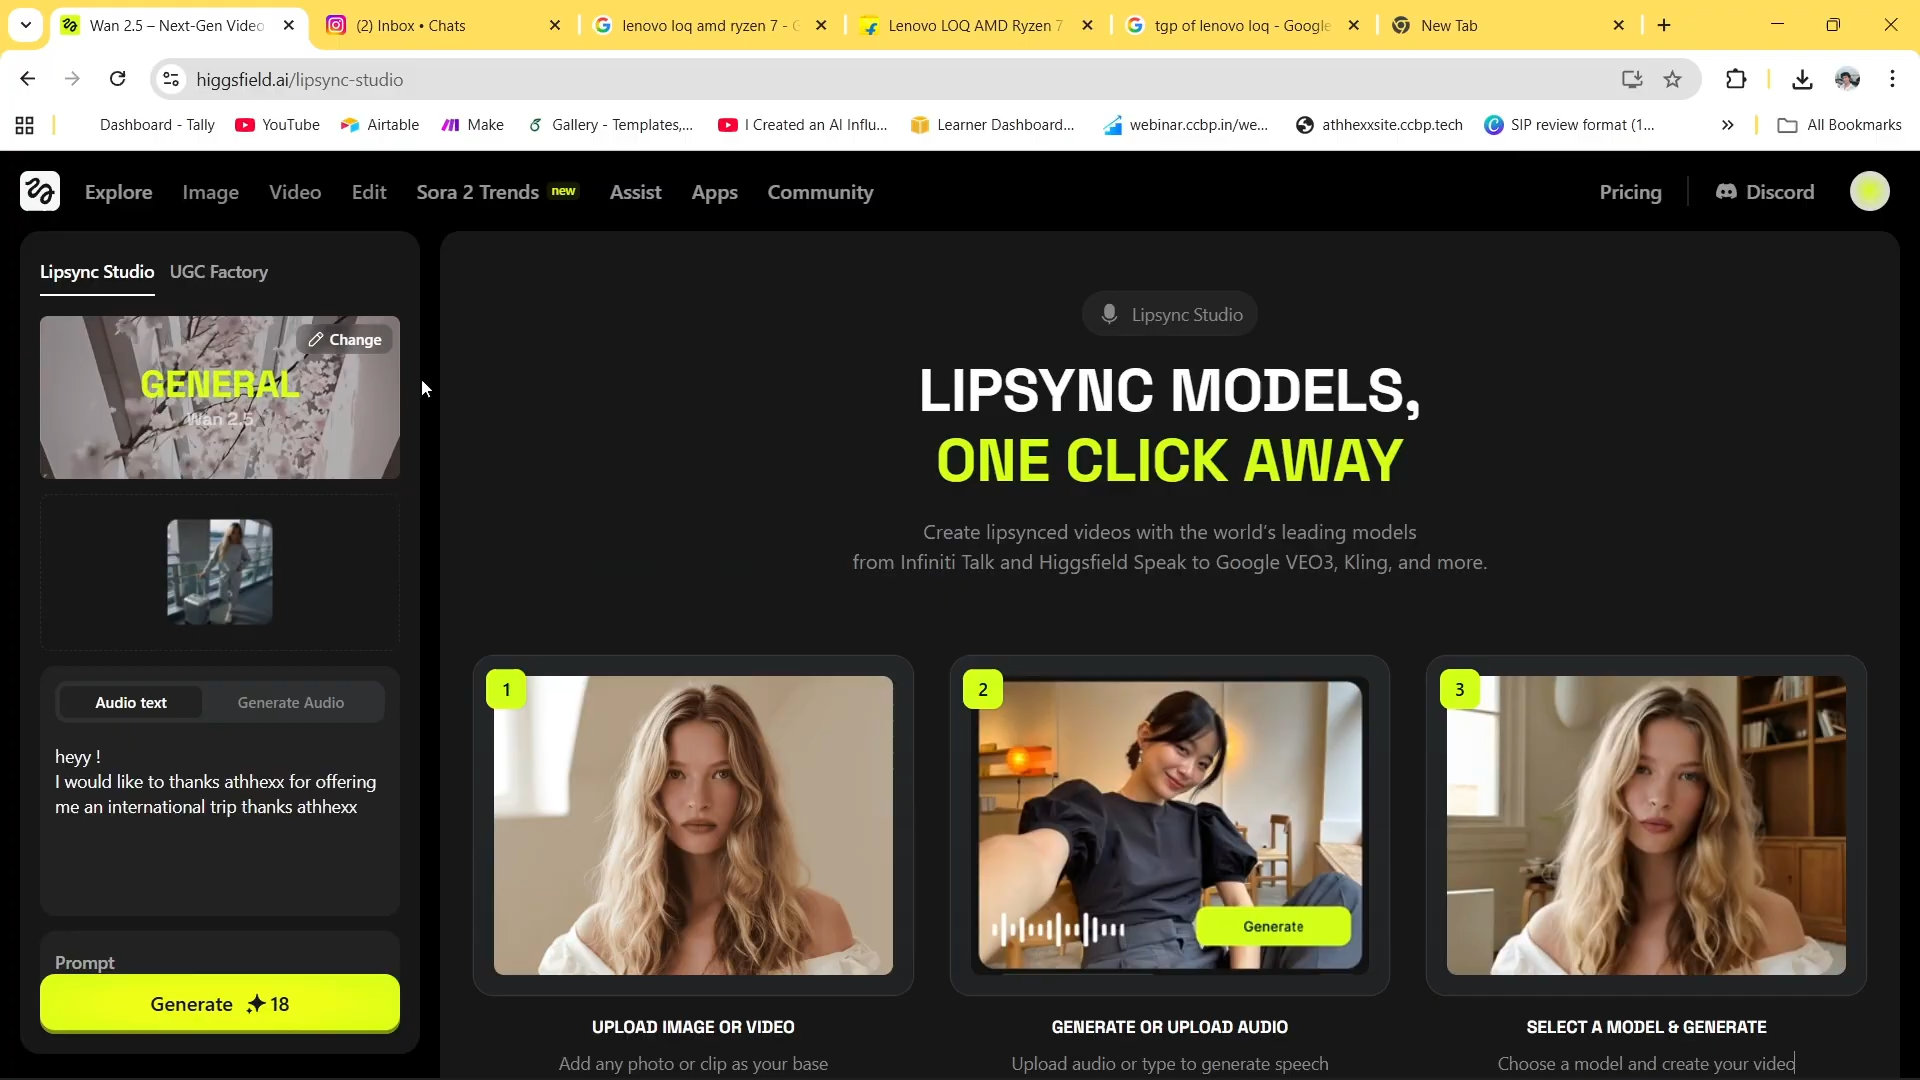 Wan 2.5 – Next-Gen Video
(2) Inbox • Chats
lenovo loq amd ryzen 7 - G
Lenovo LOQ AMD Ryzen 7
tgp of lenovo loq - Google
New Tab
higgsfield.ai/lipsync-studio
Dashboard - Tally
YouTube
Airtable
Make
Gallery - Templates,...
I Created an AI Influ...
Learner Dashboard...
webinar.ccbp.in/we...
athhexxsite.ccbp.tech
SIP review format (1...
All Bookmarks
Explore
Image
Video
Edit
Sora 2 Trends new
Assist
Apps
Community
Pricing
Discord
Lipsync Studio
UGC Factory
Change
GENERAL
Wan 2.5
Audio text
Generate Audio
heyy !
I would like to thanks athhexx for offering
me an international trip thanks athhexx
Prompt
Generate 18
Lipsync Studio
LIPSYNC MODELS,
ONE CLICK AWAY
Create lipsynced videos with the world’s leading models
from Infiniti Talk and Higgsfield Speak to Google VEO3, Kling, and more.
1
2
Generate
3
UPLOAD IMAGE OR VIDEO
Add any photo or clip as your base
GENERATE OR UPLOAD AUDIO
Upload audio or type to generate speech
SELECT A MODEL & GENERATE
Choose a model and create your video